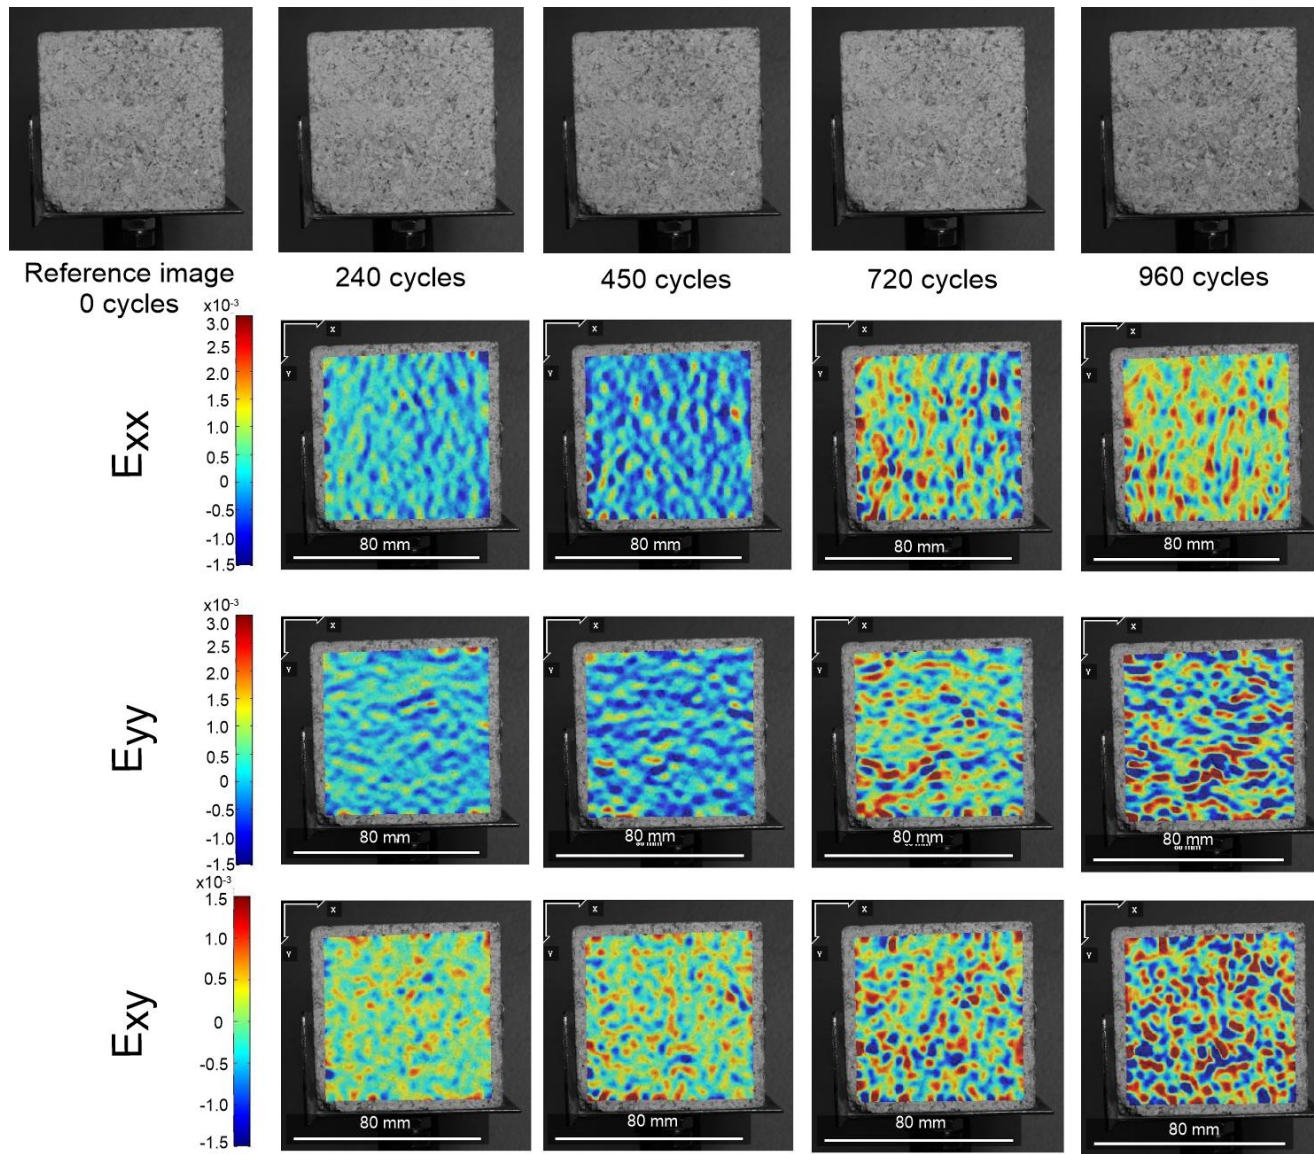 Reference image
0 cycles
240 cycles
450 cycles
720 cycles
960 cycles
x10⁻³
3.0
2.5
2.0
1.5
1.0
0.5
0
-0.5
-1.0
-1.5
Exx
X
Y
80 mm
X
Y
80 mm
X
Y
80 mm
X
Y
80 mm
x10⁻³
3.0
2.5
2.0
1.5
1.0
0.5
0
-0.5
-1.0
-1.5
Eyy
X
Y
80 mm
X
Y
80 mm
X
Y
80 mm
X
Y
80 mm
x10⁻³
1.5
1.0
0.5
0
-0.5
-1.0
-1.5
Exy
X
Y
80 mm
X
Y
80 mm
X
Y
80 mm
X
Y
80 mm